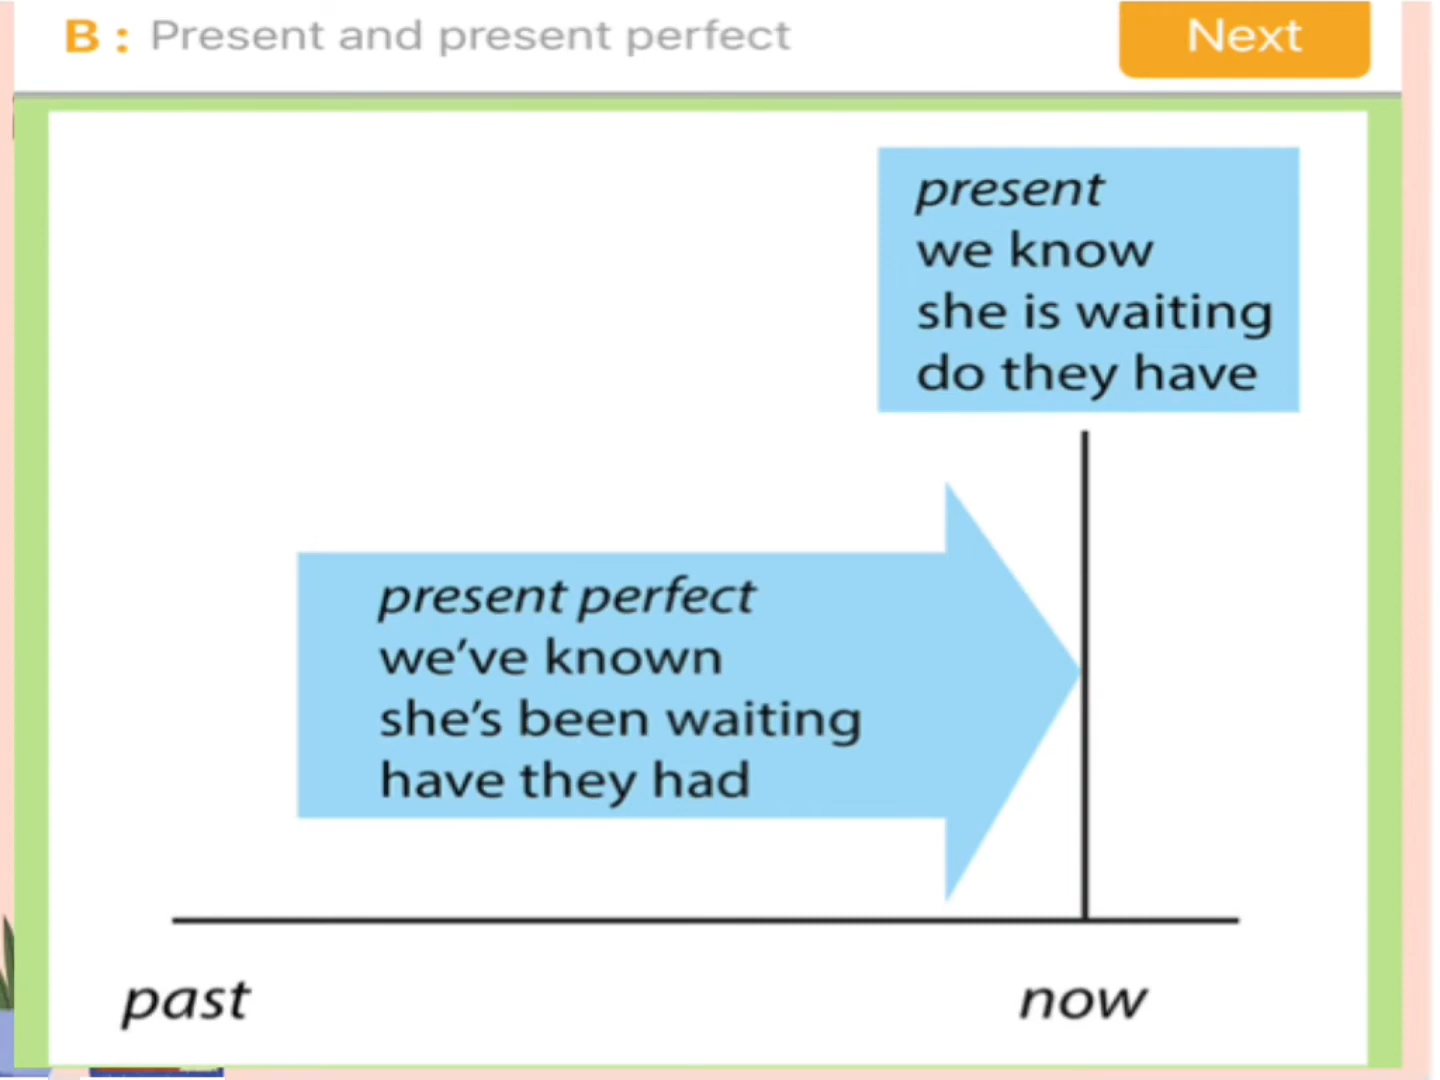 B : Present and present perfect
Next
present
we know
she is waiting
do they have
present perfect
we’ve known
she’s been waiting
have they had
past
now